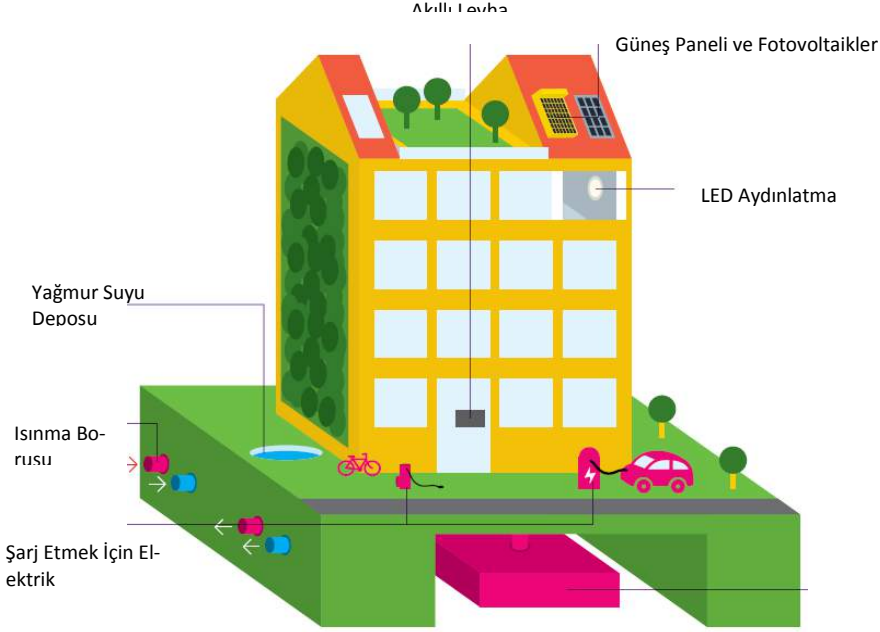 Akıllı Levha
Güneş Paneli ve Fotovoltaikler
LED Aydınlatma
Yağmur Suyu
Deposu
Isınma Bo-
rusu
Şarj Etmek İçin El-
ektrik